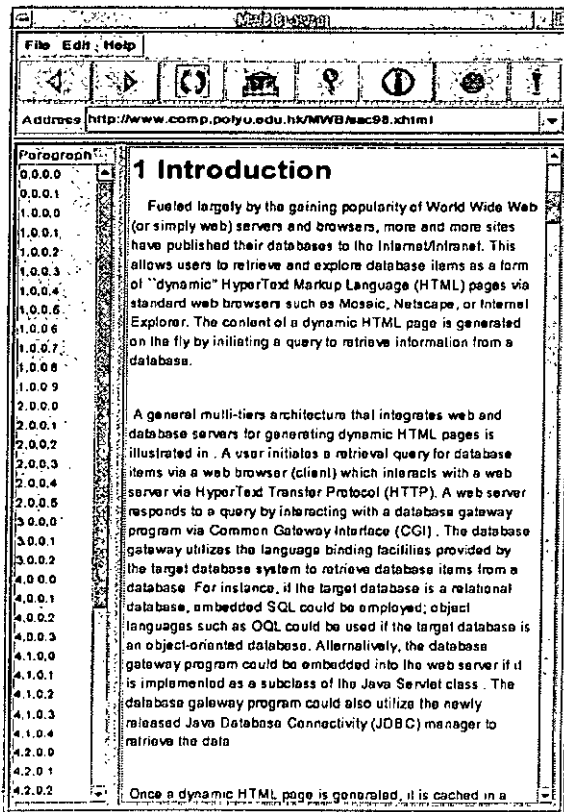 MWB Browser
File Edit Help
Address http://www.comp.polyu.edu.hk/MWB/sac98.xhtml
Paragraph
0.0.0.0
0.0.0.1
1.0.0.0
1.0.0.1
1.0.0.2
1.0.0.3
1.0.0.4
1.0.0.5
1.0.0.6
1.0.0.7
1.0.0.8
1.0.0.9
2.0.0.0
2.0.0.1
2.0.0.2
2.0.0.3
2.0.0.4
2.0.0.5
3.0.0.0
3.0.0.1
3.0.0.2
4.0.0.0
4.0.0.1
4.0.0.2
4.0.0.3
4.1.0.0
4.1.0.1
4.1.0.2
4.1.0.3
4.1.0.4
4.2.0.0
4.2.0.1
4.2.0.2
1 Introduction
Fueled largely by the gaining popularity of World Wide Web
(or simply web) servers and browsers, more and more sites
have published their databases to the Internet/Intranet. This
allows users to retrieve and explore database items as a form
of ``dynamic'' HyperText Markup Language (HTML) pages via
standard web browsers such as Mosaic, Netscape, or Internet
Explorer. The content of a dynamic HTML page is generated
on the fly by initiating a query to retrieve information from a
database.
A general multi-tiers architecture that integrates web and
database servers for generating dynamic HTML pages is
illustrated in . A user initiates a retrieval query for database
items via a web browser (client) which interacts with a web
server via HyperText Transfer Protocol (HTTP). A web server
responds to a query by interacting with a database gateway
program via Common Gateway Interface (CGI) . The database
gateway utilizes the language binding facilities provided by
the target database system to retrieve database items from a
database. For instance, if the target database is a relational
database, embedded SQL could be employed; object
languages such as OQL could be used if the target database is
an object-oriented database. Alternatively, the database
gateway program could be embedded into the web server if it
is implemented as a subclass of the Java Servlet class . The
database gateway program could also utilize the newly
released Java Database Connectivity (JDBC) manager to
retrieve the data
Once a dynamic HTML page is generated, it is cached in a